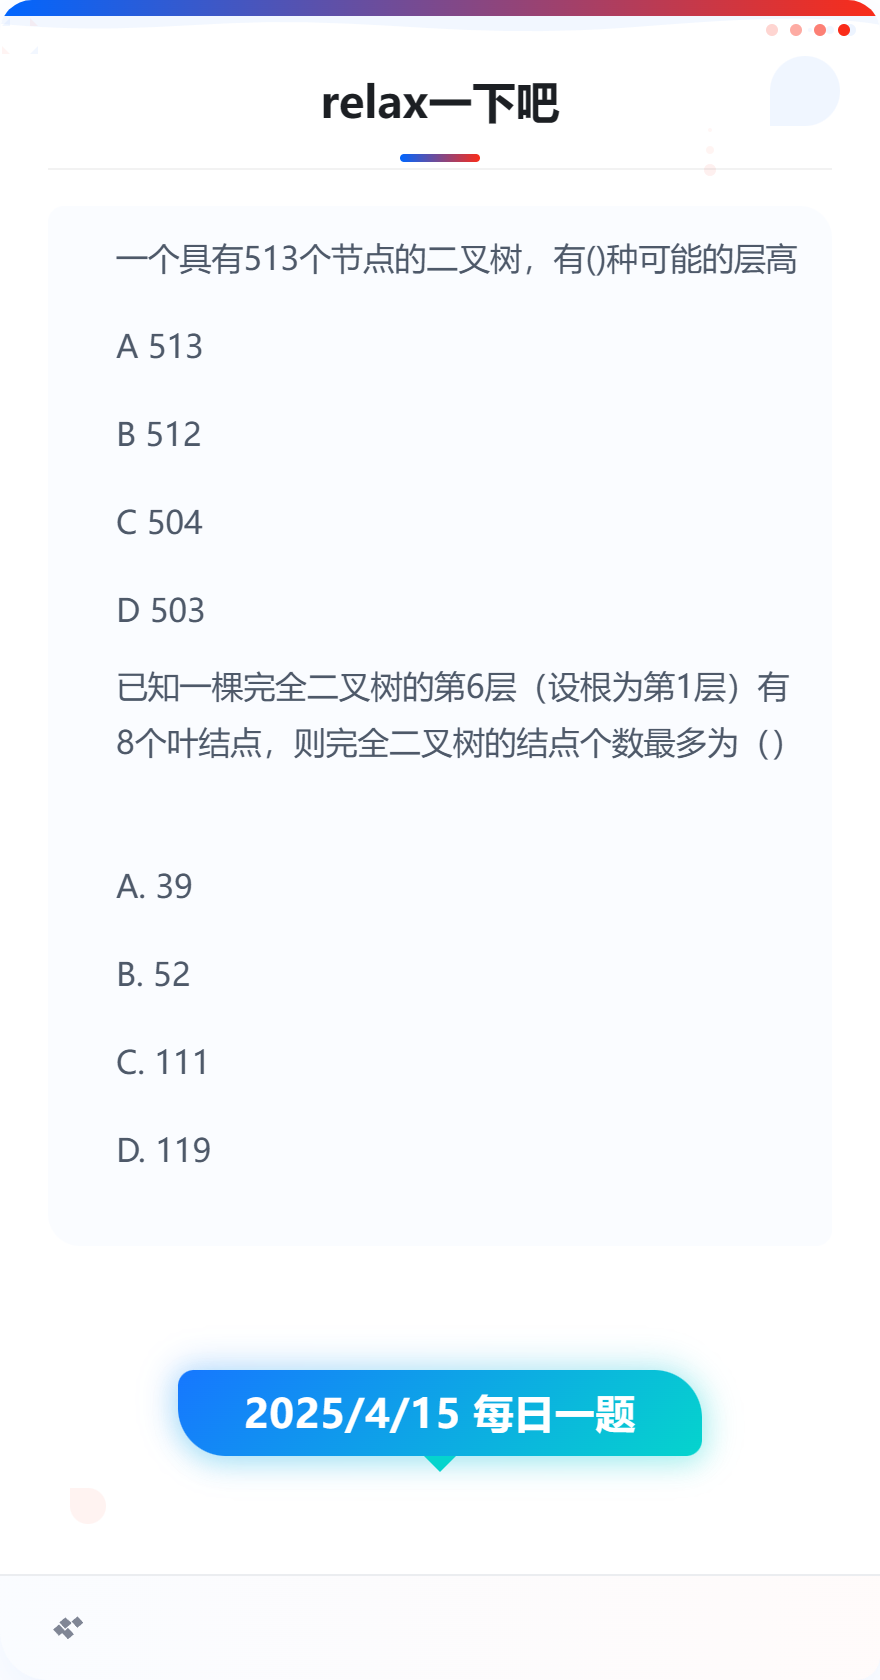 relax一下吧
一个具有513个节点的二叉树，有()种可能的层高
A 513
B 512
C 504
D 503
已知一棵完全二叉树的第6层（设根为第1层）有
8个叶结点，则完全二叉树的结点个数最多为（）
A. 39
B. 52
C. 111
D. 119
2025/4/15 每日一题